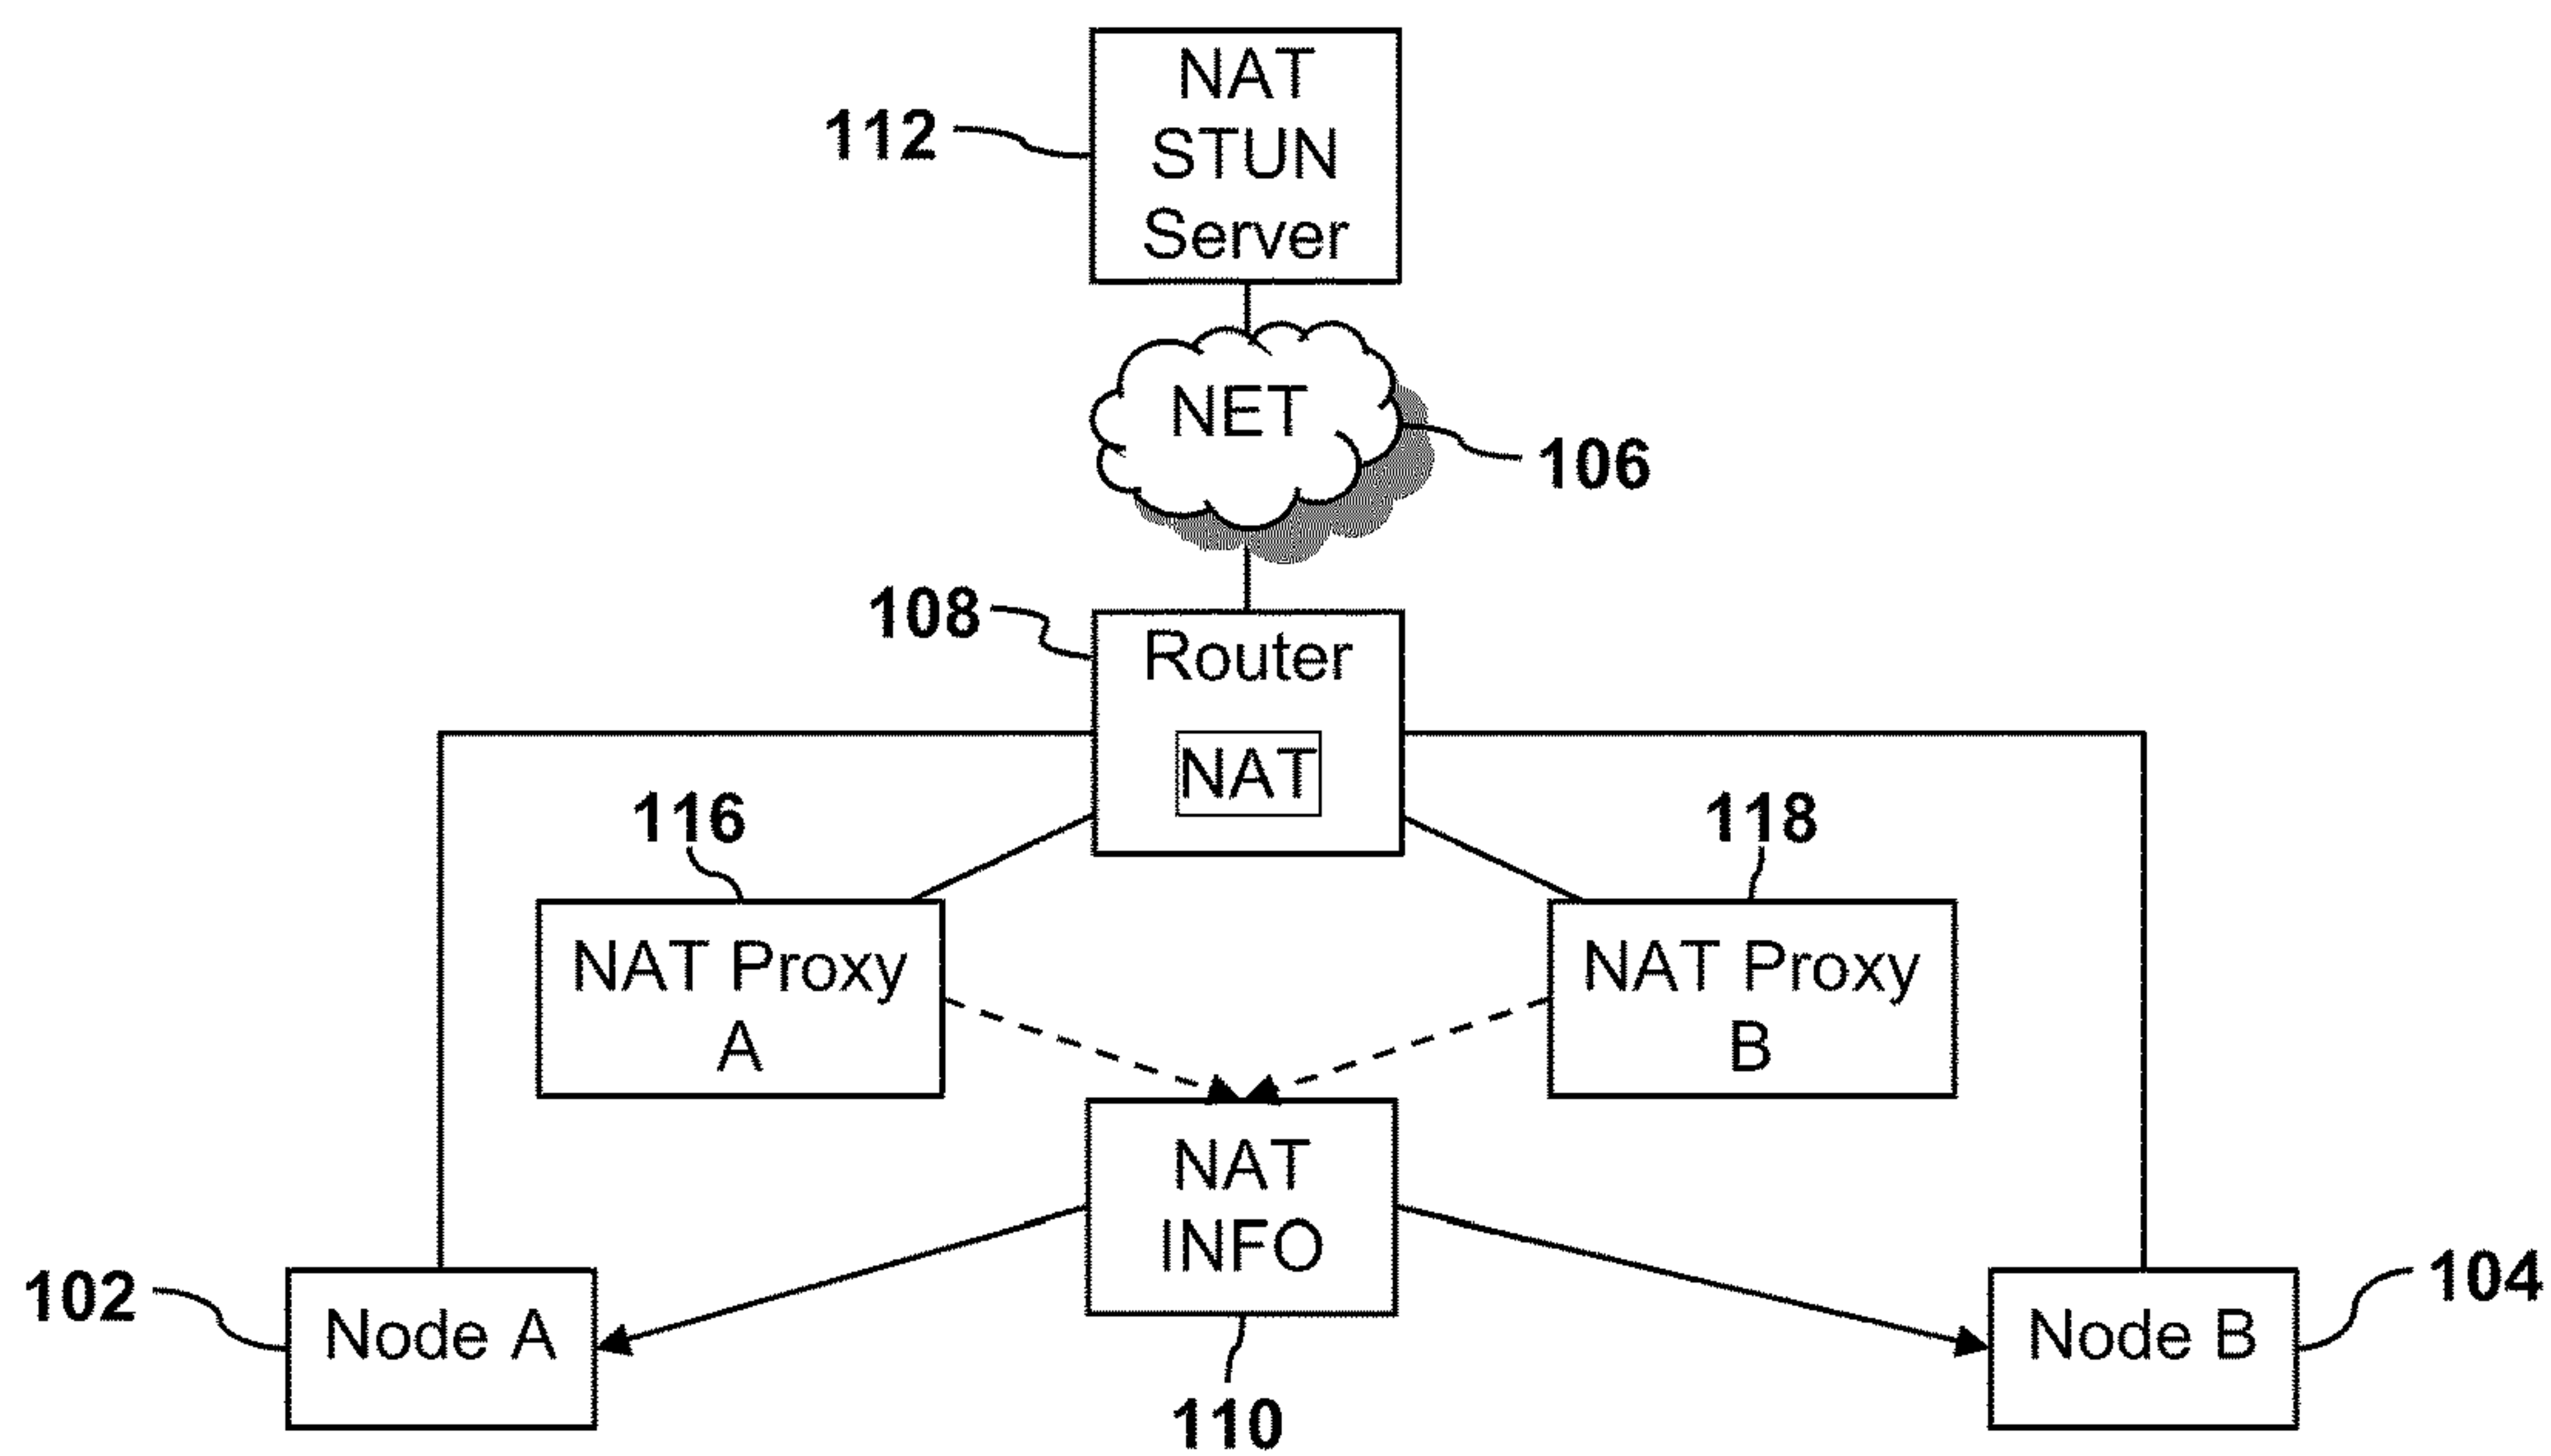 NAT
STUN
Server
112
NET
106
108
Router
NAT
116
118
NAT Proxy
A
NAT Proxy
B
NAT
INFO
102
Node A
Node B
104
110